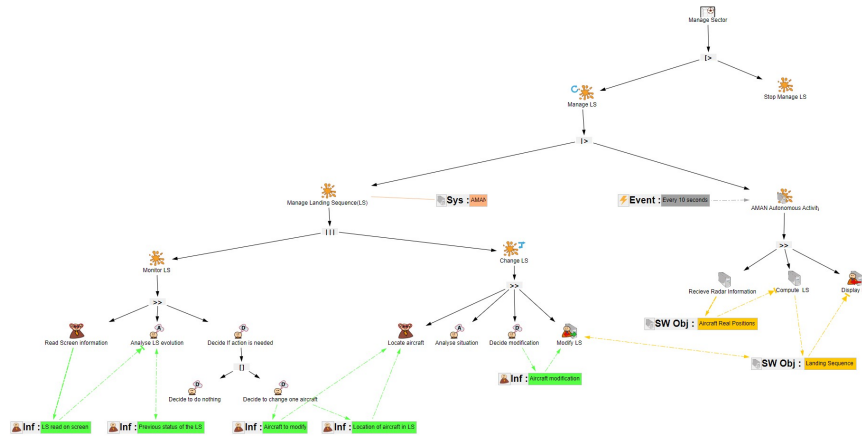 Manage Sector
[>
Manage LS
Stop Manage LS
|>
Manage Landing Sequence(LS)
Sys : AMAN
Event : Every 10 seconds
AMAN Autonomous Activity
|||
>>
Monitor LS
Change LS
Recieve Radar Information
Compute LS
Display
>>
>>
SW Obj : Aircraft Real Positions
Read Screen information
A
Analyse LS evolution
D
Decide If action is needed
Locate aircraft
A
Analyse situation
D
Decide modification
Modify LS
SW Obj : Landing Sequence
[]
Inf : Aircraft modification
D
Decide to do nothing
D
Decide to change one aircraft
Inf : LS read on screen
Inf : Previous status of the LS
Inf : Aircraft to modify
Inf : Location of aircraft in LS